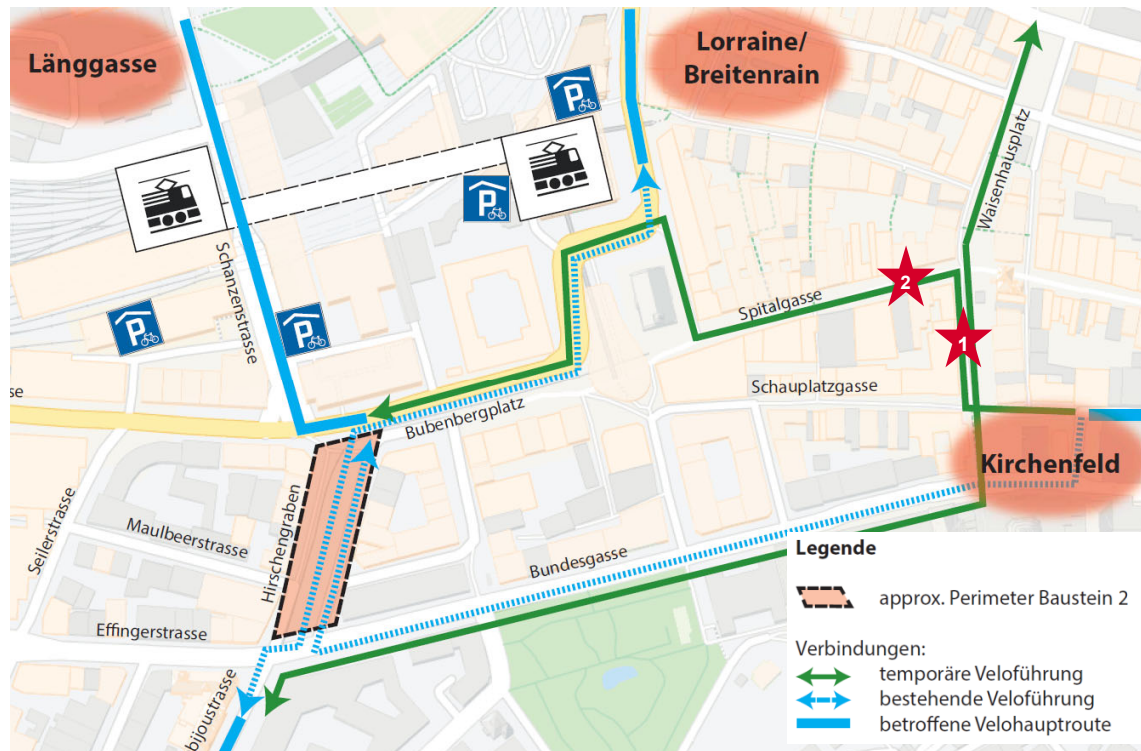 Länggasse
Lorraine/
Breitenrain
P
P
P
P
Schanzenstrasse
Waisenhausplatz
2
Spitalgasse
1
Schauplatzgasse
se
Bubenbergplatz
Kirchenfeld
Seilerstrasse
Maulbeerstrasse
Hirschengraben
Bundesgasse
Effingerstrasse
bijoustrasse
Legende
approx. Perimeter Baustein 2
Verbindungen:
temporäre Veloführung
bestehende Veloführung
betroffene Velohauptroute